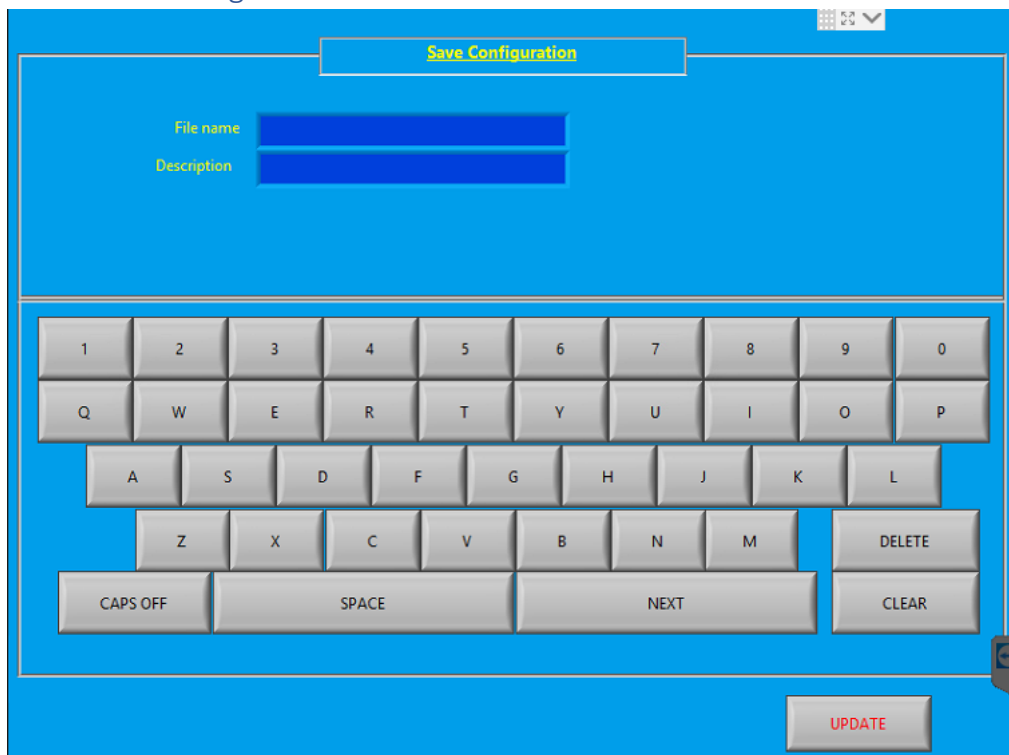 Save Configuration
File name
Description
1 2 3 4 5 6 7 8 9 0
Q W E R T Y U I O P
A S D F G H J K L
Z X C V B N M DELETE
CAPS OFF SPACE NEXT CLEAR
UPDATE